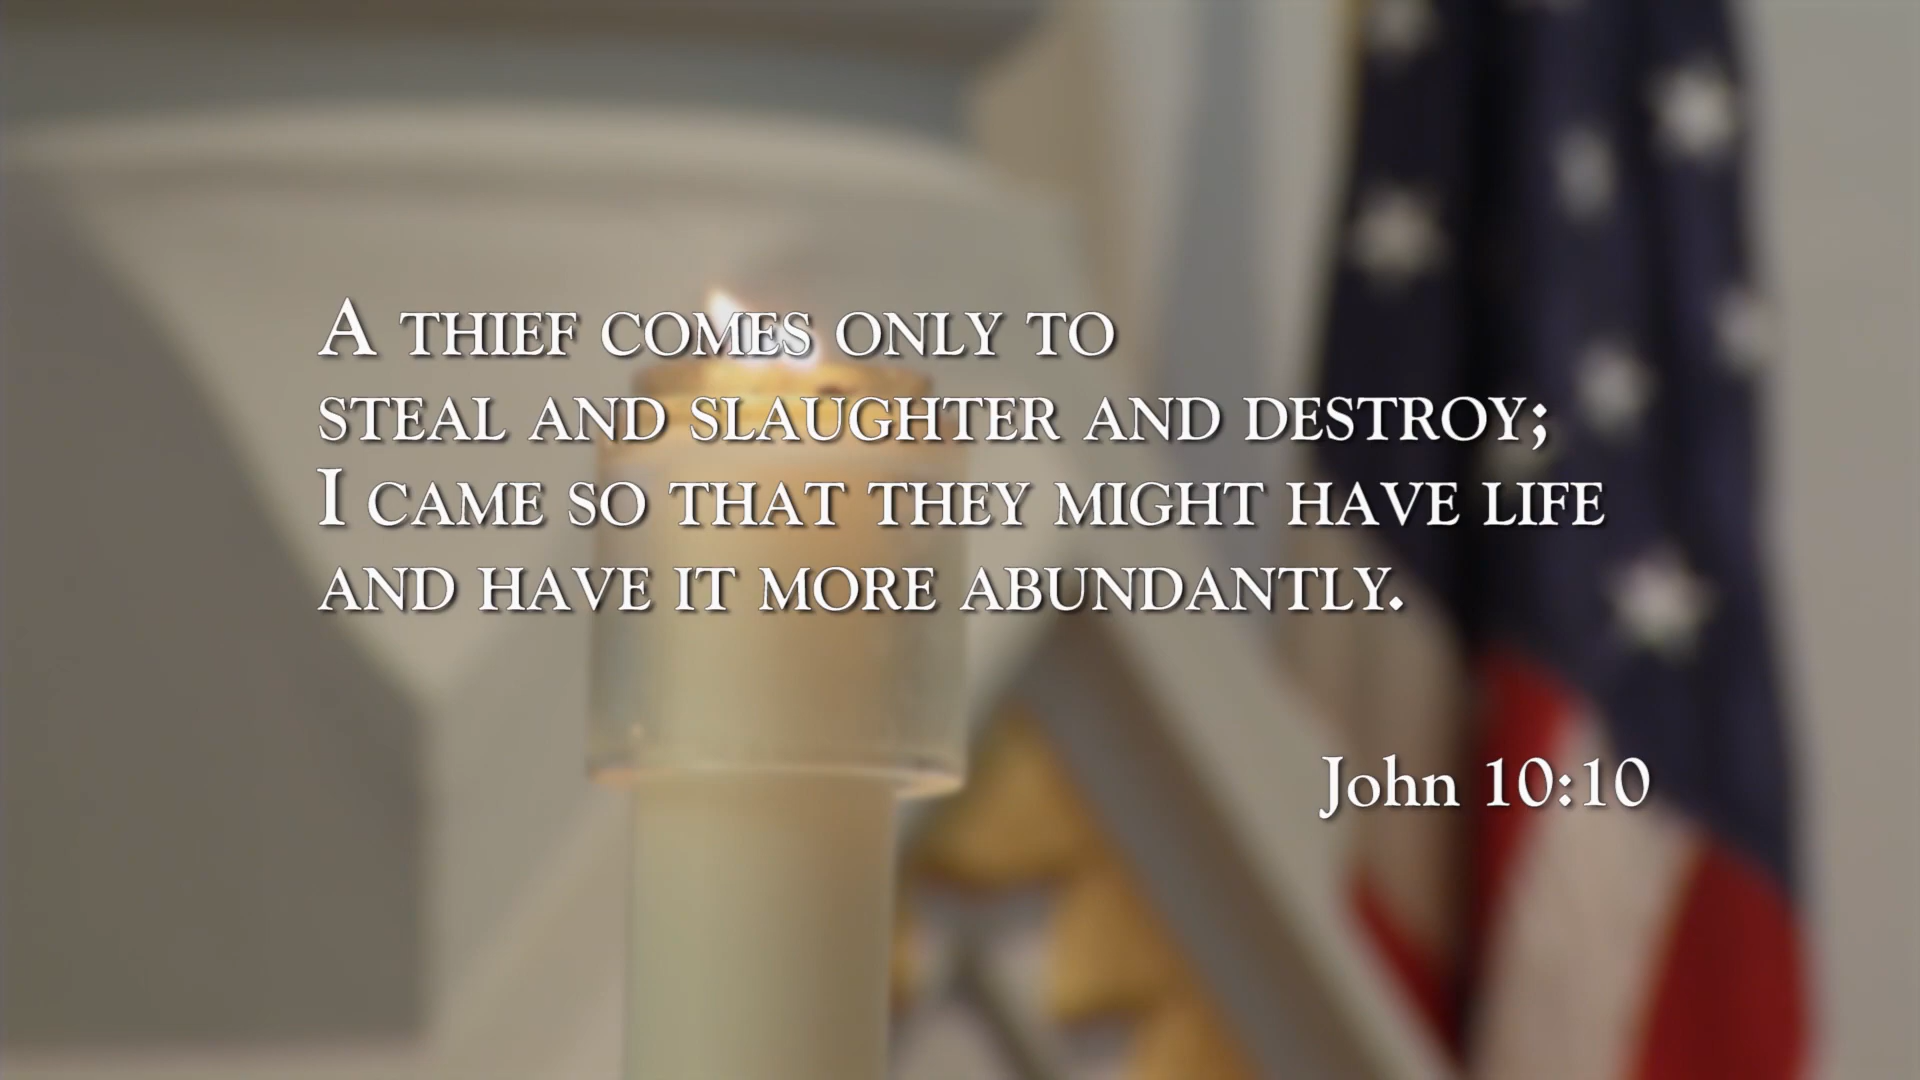 A THIEF COMES ONLY TO
STEAL AND SLAUGHTER AND DESTROY;
I CAME SO THAT THEY MIGHT HAVE LIFE
AND HAVE IT MORE ABUNDANTLY.
John 10:10